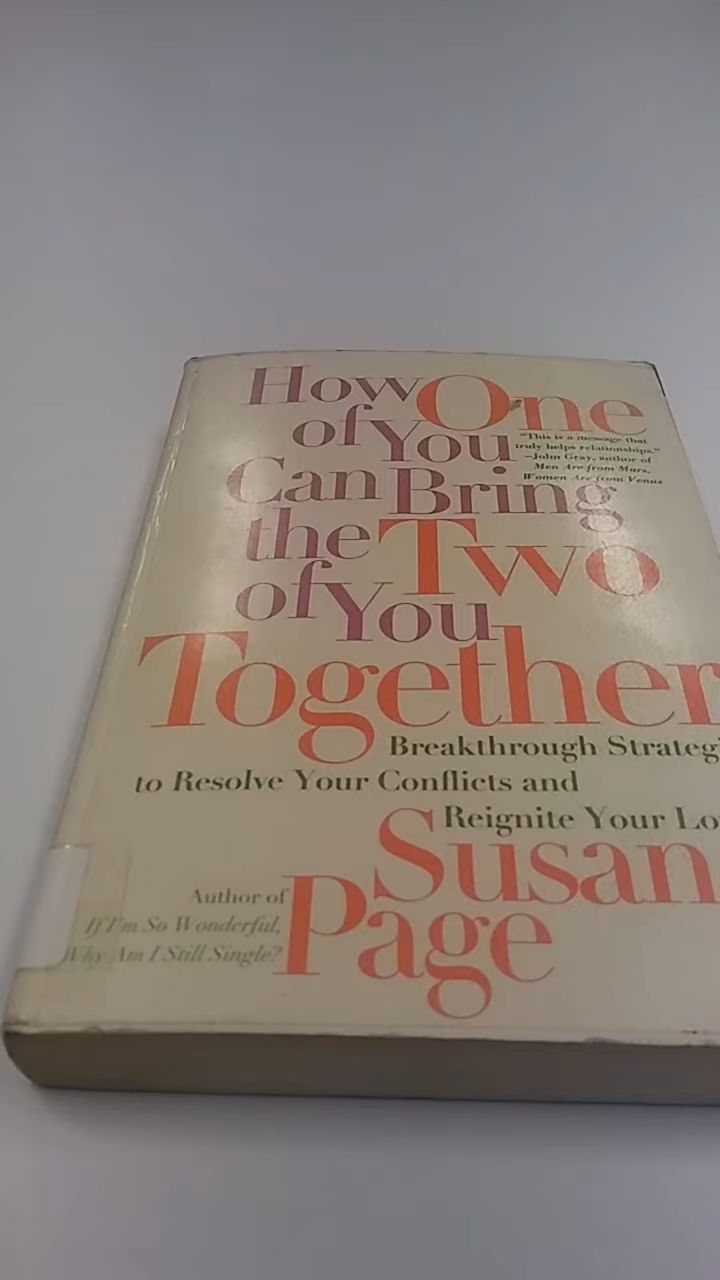 How One
of You
"This is a message that
truly helps relationships."
—John Gray, author of
Men Are from Mars,
Women Are from Venus
Can Bring
the Two
of You
Together
Breakthrough Strategi
to Resolve Your Conflicts and
Reignite Your Lo
Susan
Page
Author of
If I'm So Wonderful,
Why Am I Still Single?